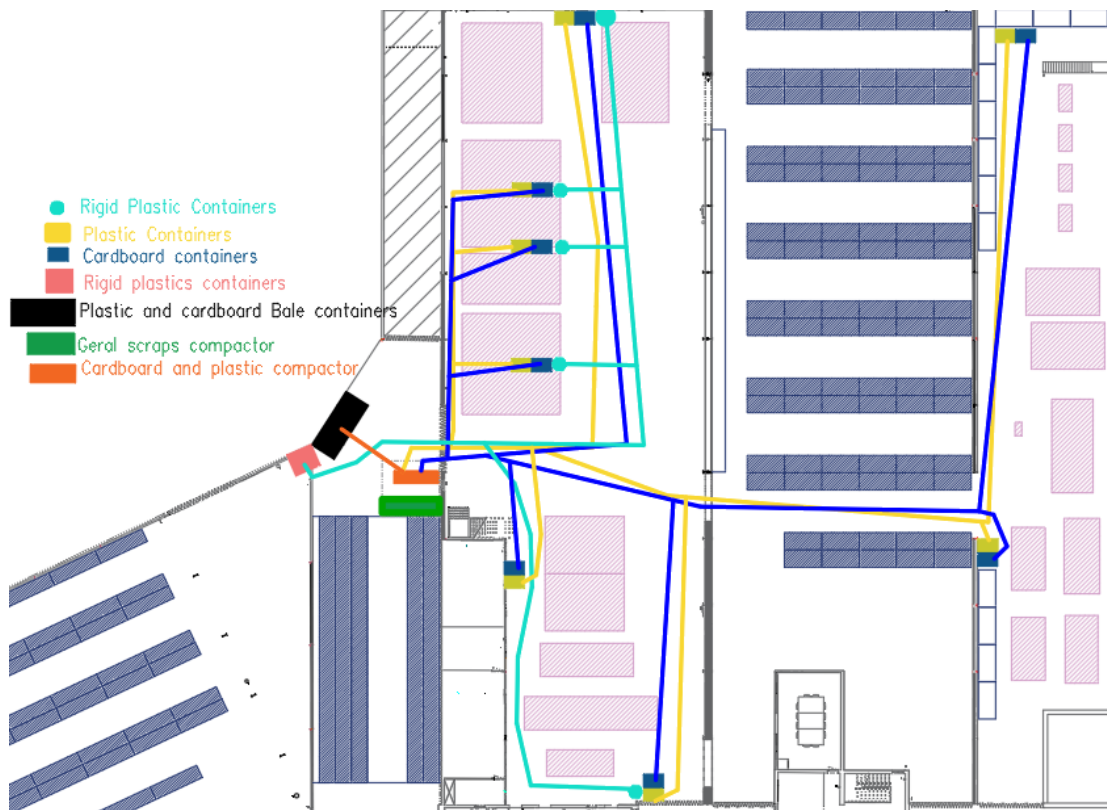 Rigid Plastic Containers
Plastic Containers
Cardboard containers
Rigid plastics containers
Plastic and cardboard Bale containers
Geral scraps compactor
Cardboard and plastic compactor